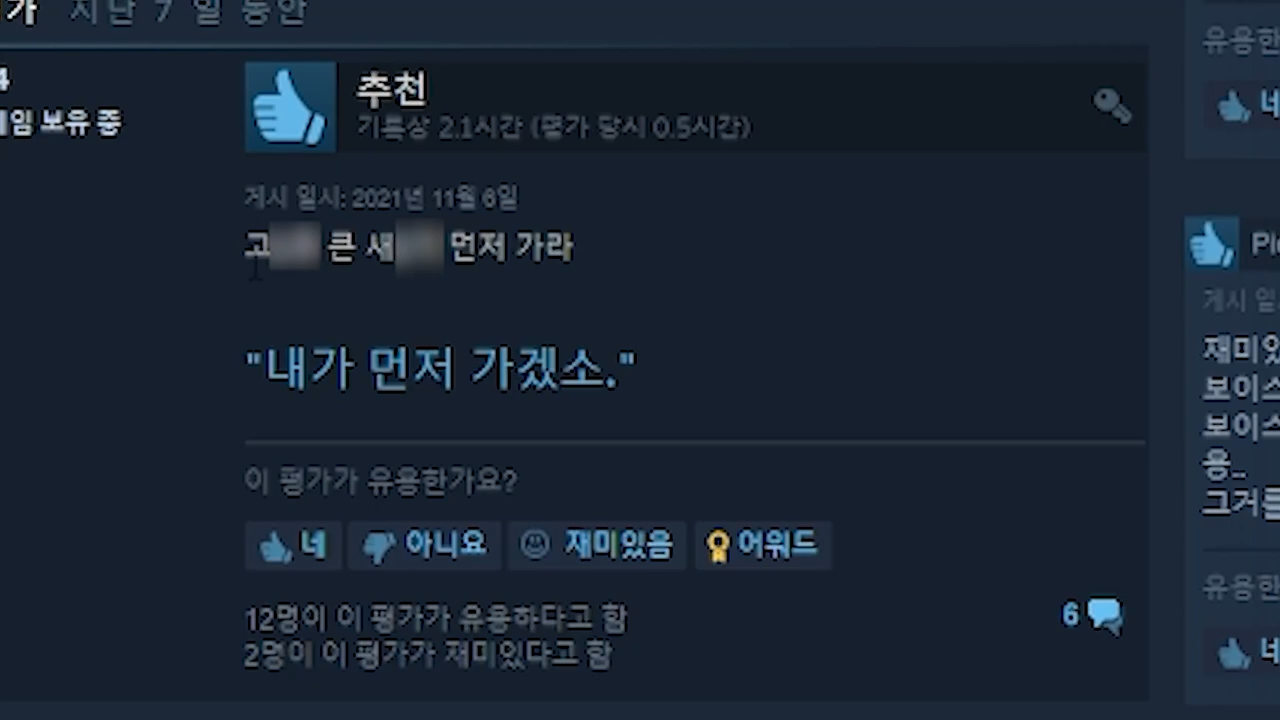 가 지난 7 일 동안
4
임 보유 중
추천
기록상 2.1시간 (평가 당시 0.5시간)
게시 일시: 2021년 11월 6일
고 큰 새 먼저 가라
"내가 먼저 가겠소."
이 평가가 유용한가요?
네 아니요 재미있음 어워드
12명이 이 평가가 유용하다고 함
2명이 이 평가가 재미있다고 함
6
유용한
네
게시 일
재미있
보이스
보이스
용..
그거를
유용한
네